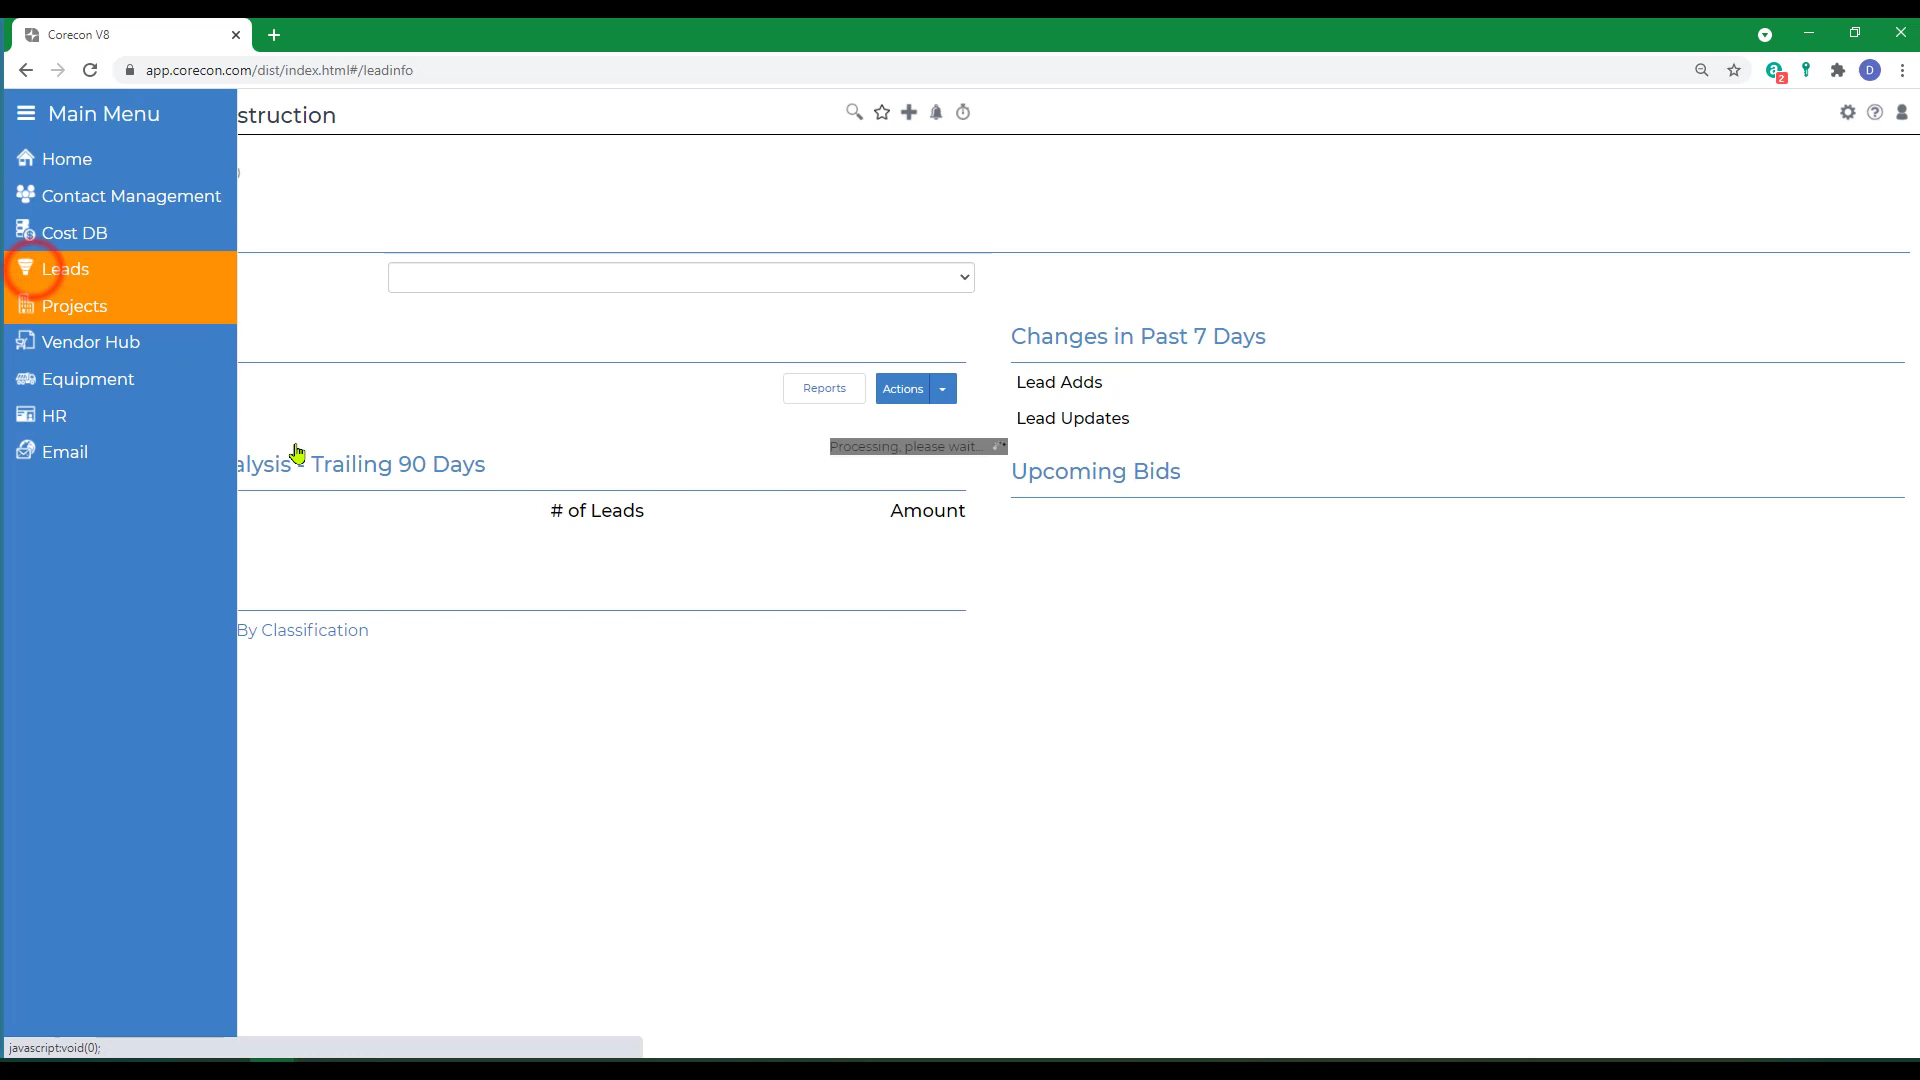 Corecon V8
app.corecon.com/dist/index.html#/leadinfo
2
D
Main Menu
struction
Home
Contact Management
Cost DB
Leads
Projects
Vendor Hub
Equipment
HR
Email
Changes in Past 7 Days
Reports
Actions
Lead Adds
Lead Updates
Processing, please wait...
alysis - Trailing 90 Days
Upcoming Bids
# of Leads
Amount
By Classification
javascript:void(0);